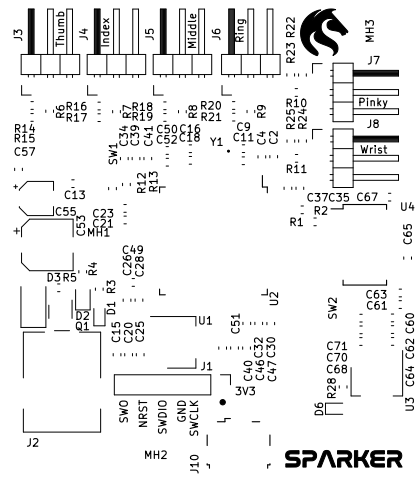 J3
Thumb
J4
Index
J5
Middle
J6
Ring
R23
R22
MH3
J7
Pinky
J8
Wrist
R6
R16
R17
R7
R18
R19
R8
R20
R21
R9
R10
R25
R24
R14
R15
C57
SW1
C34
C39
C41
C50
C52
C16
C18
Y1
C9
C11
C4
C2
R11
C13
R12
R13
C55
C53
C23
C21
MH1
C37
C35
C67
R1
R2
U4
C65
D3
R5
R4
R3
C26
C49
C28
D2
Q1
D1
C15
C20
C25
U1
C51
U2
SW2
C63
C61
C60
C62
C64
C71
C70
C68
R28
U3
D6
J1
C40
C46
C32
C47
C30
3V3
SWO
NRST
SWDIO
GND
SWCLK
J2
MH2
J10
SPARKER